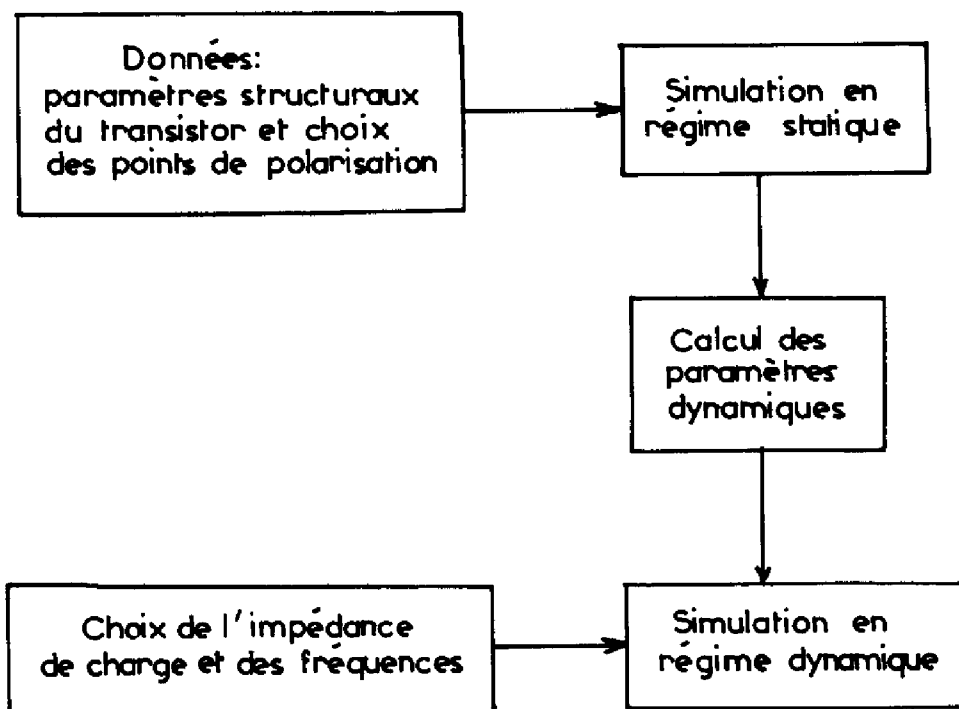 Données:
paramètres structuraux
du transistor et choix
des points de polarisation
Simulation en
régime statique
Calcul des
paramètres
dynamiques
Choix de l'impédance
de charge et des fréquences
Simulation en
régime dynamique